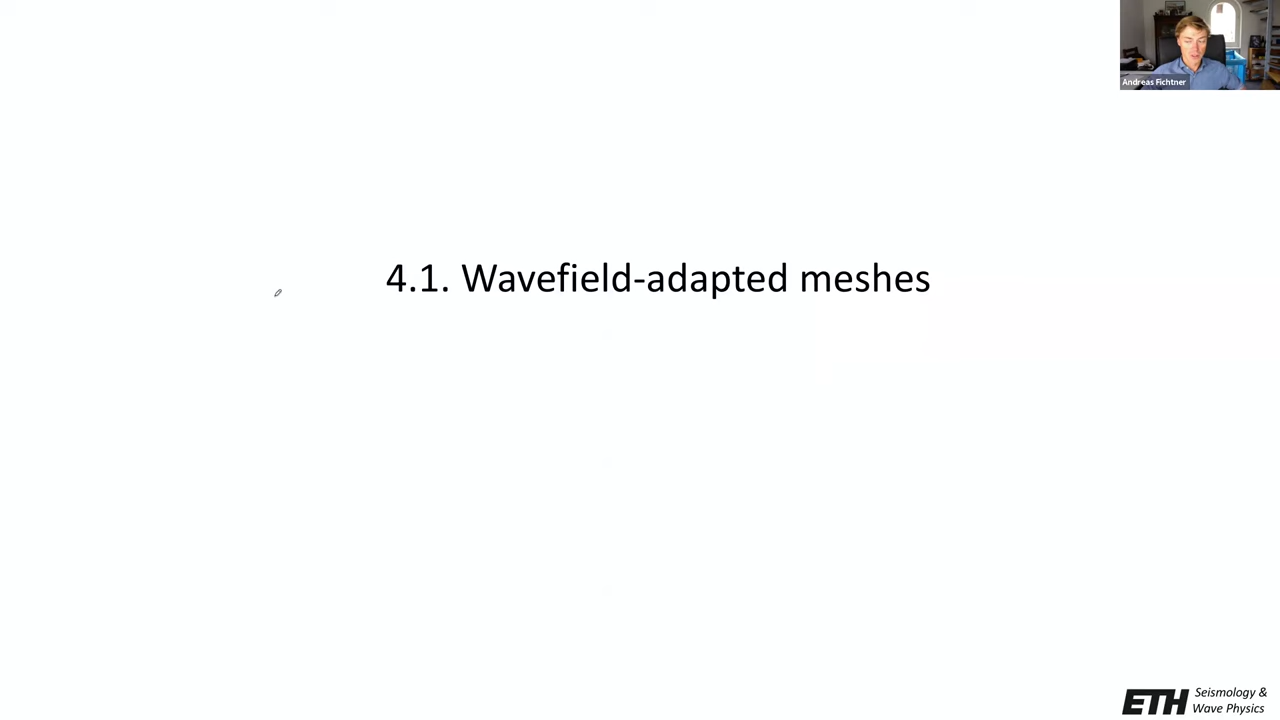 Andreas Fichtner
4.1. Wavefield-adapted meshes
ETH
Seismology &
Wave Physics